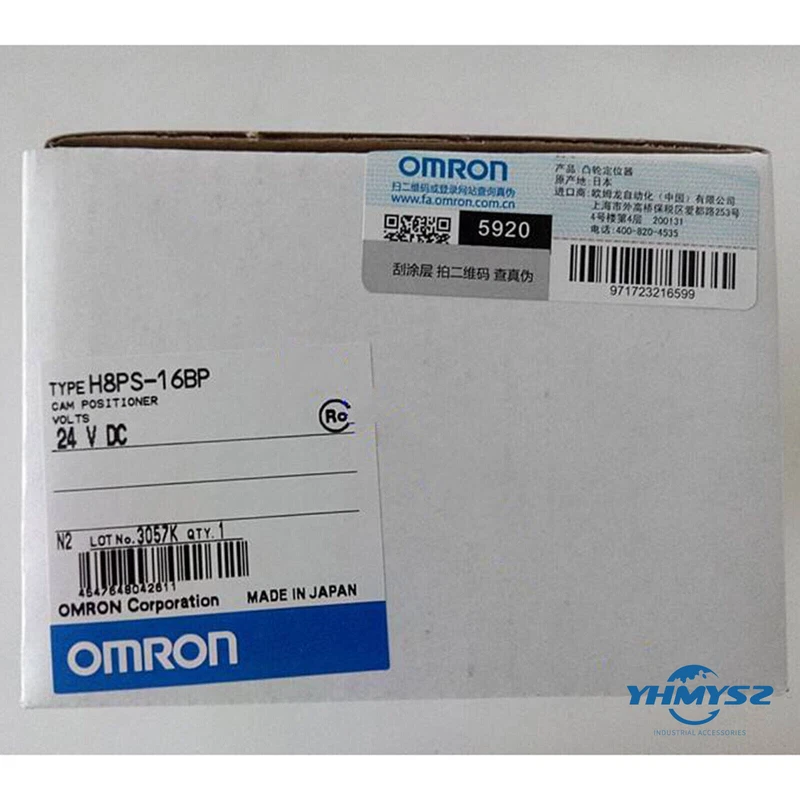 OMRON
扫二维码或登录网站查询真伪
www.fa.omron.com.cn
5920
刮涂层 拍二维码 查真伪
产品: 凸轮定位器
原产地: 日本
进口商: 欧姆龙自动化（中国）有限公司
上海市外高桥保税区爱都路253号
4号楼第4层 200131
电话:400-820-4535
971723216599
TYPE H8PS-16BP
CAM POSITIONER
VOLTS
24 V DC
Ro
N2 LOT No. 3057K QTY. 1
4547648042611
OMRON Corporation MADE IN JAPAN
OMRON
YHMYSZ
INDUSTRIAL ACCESSORIES